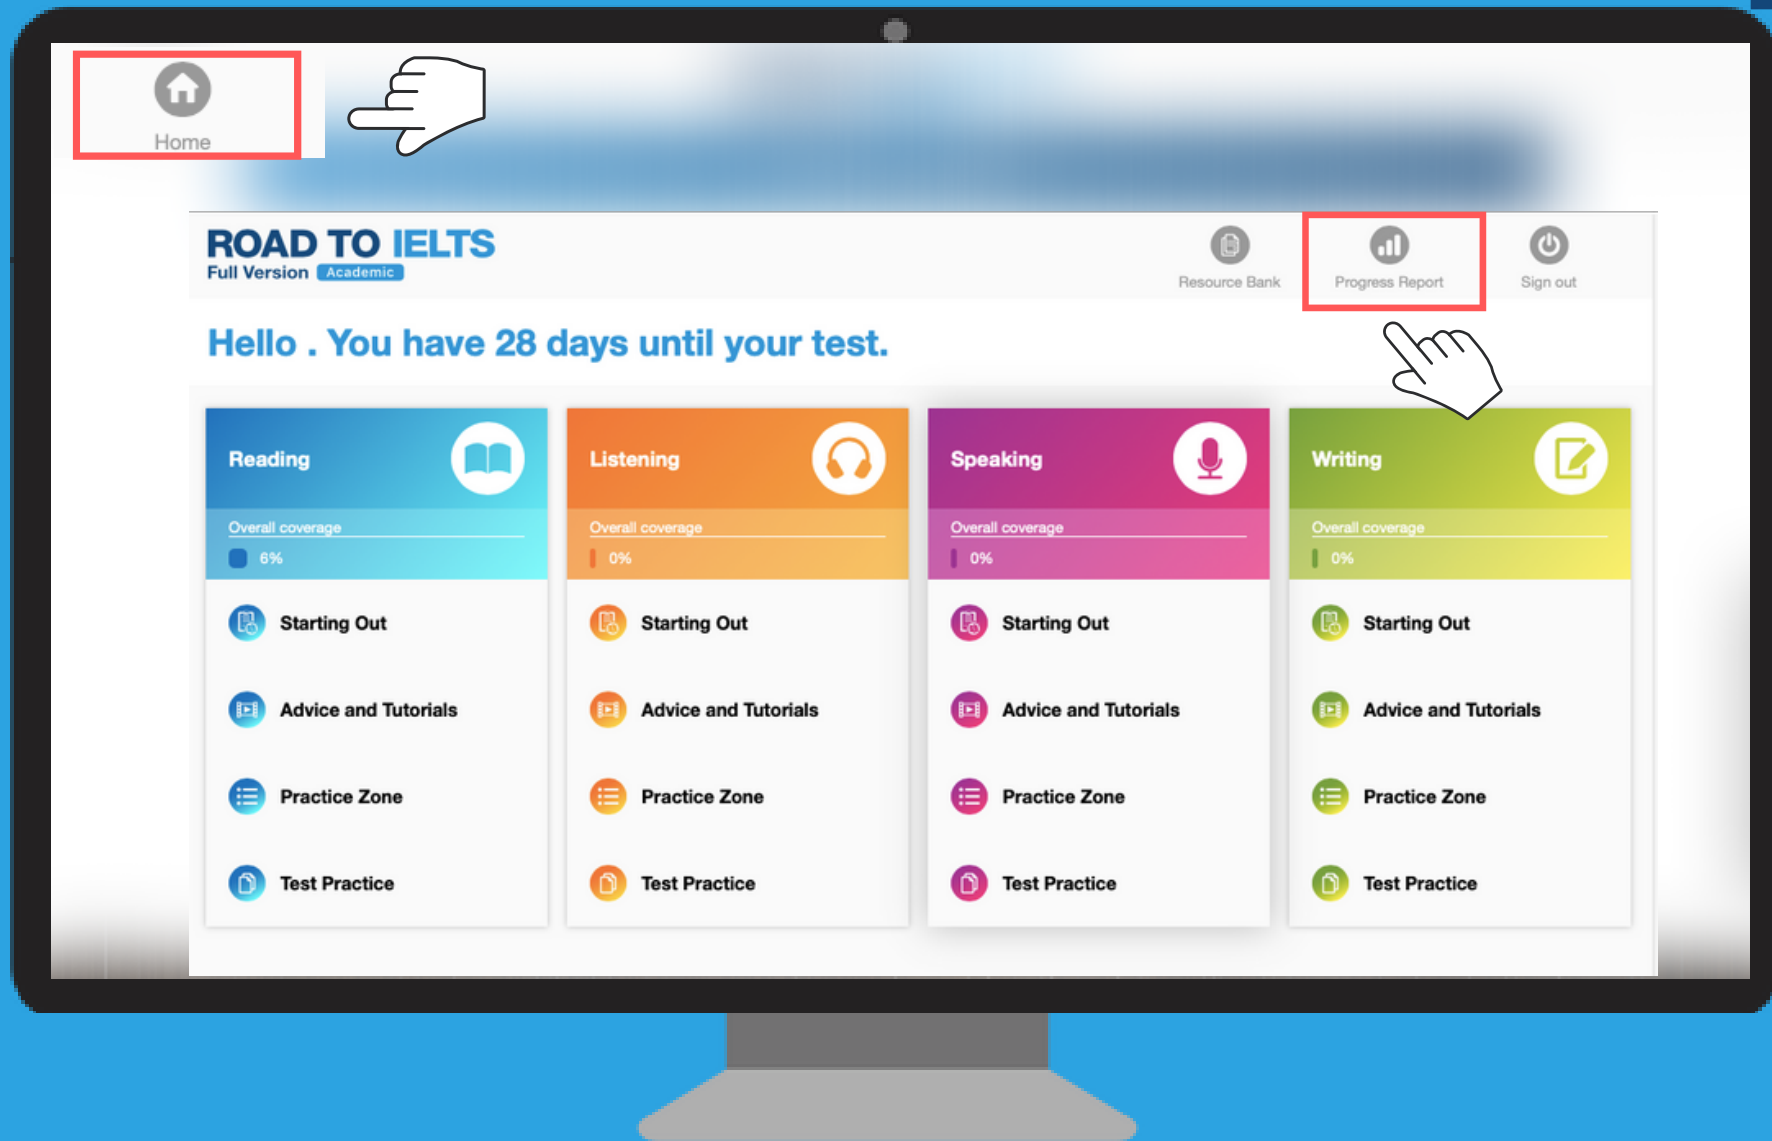 Home
ROAD TO IELTS
Full Version Academic
Resource Bank
Progress Report
Sign out
Hello . You have 28 days until your test.
Reading
Overall coverage
6%
Starting Out
Advice and Tutorials
Practice Zone
Test Practice
Listening
Overall coverage
0%
Starting Out
Advice and Tutorials
Practice Zone
Test Practice
Speaking
Overall coverage
0%
Starting Out
Advice and Tutorials
Practice Zone
Test Practice
Writing
Overall coverage
0%
Starting Out
Advice and Tutorials
Practice Zone
Test Practice